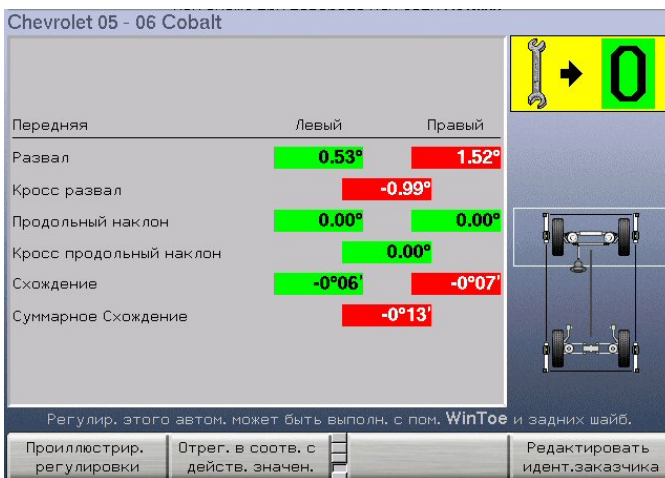 Chevrolet 05 - 06 Cobalt
0
Передняя Левый Правый
Развал 0.53° 1.52°
Кросс развал -0.99°
Продольный наклон 0.00° 0.00°
Кросс продольный наклон 0.00°
Схождение -0°06' -0°07'
Суммарное Схождение -0°13'
Регулир. этого автом. может быть выполн. с пом. WinToe и задних шайб.
Проиллюстрир. Отрег. в соотв. с Редактировать
регулировки действ. значен. идент.заказчика